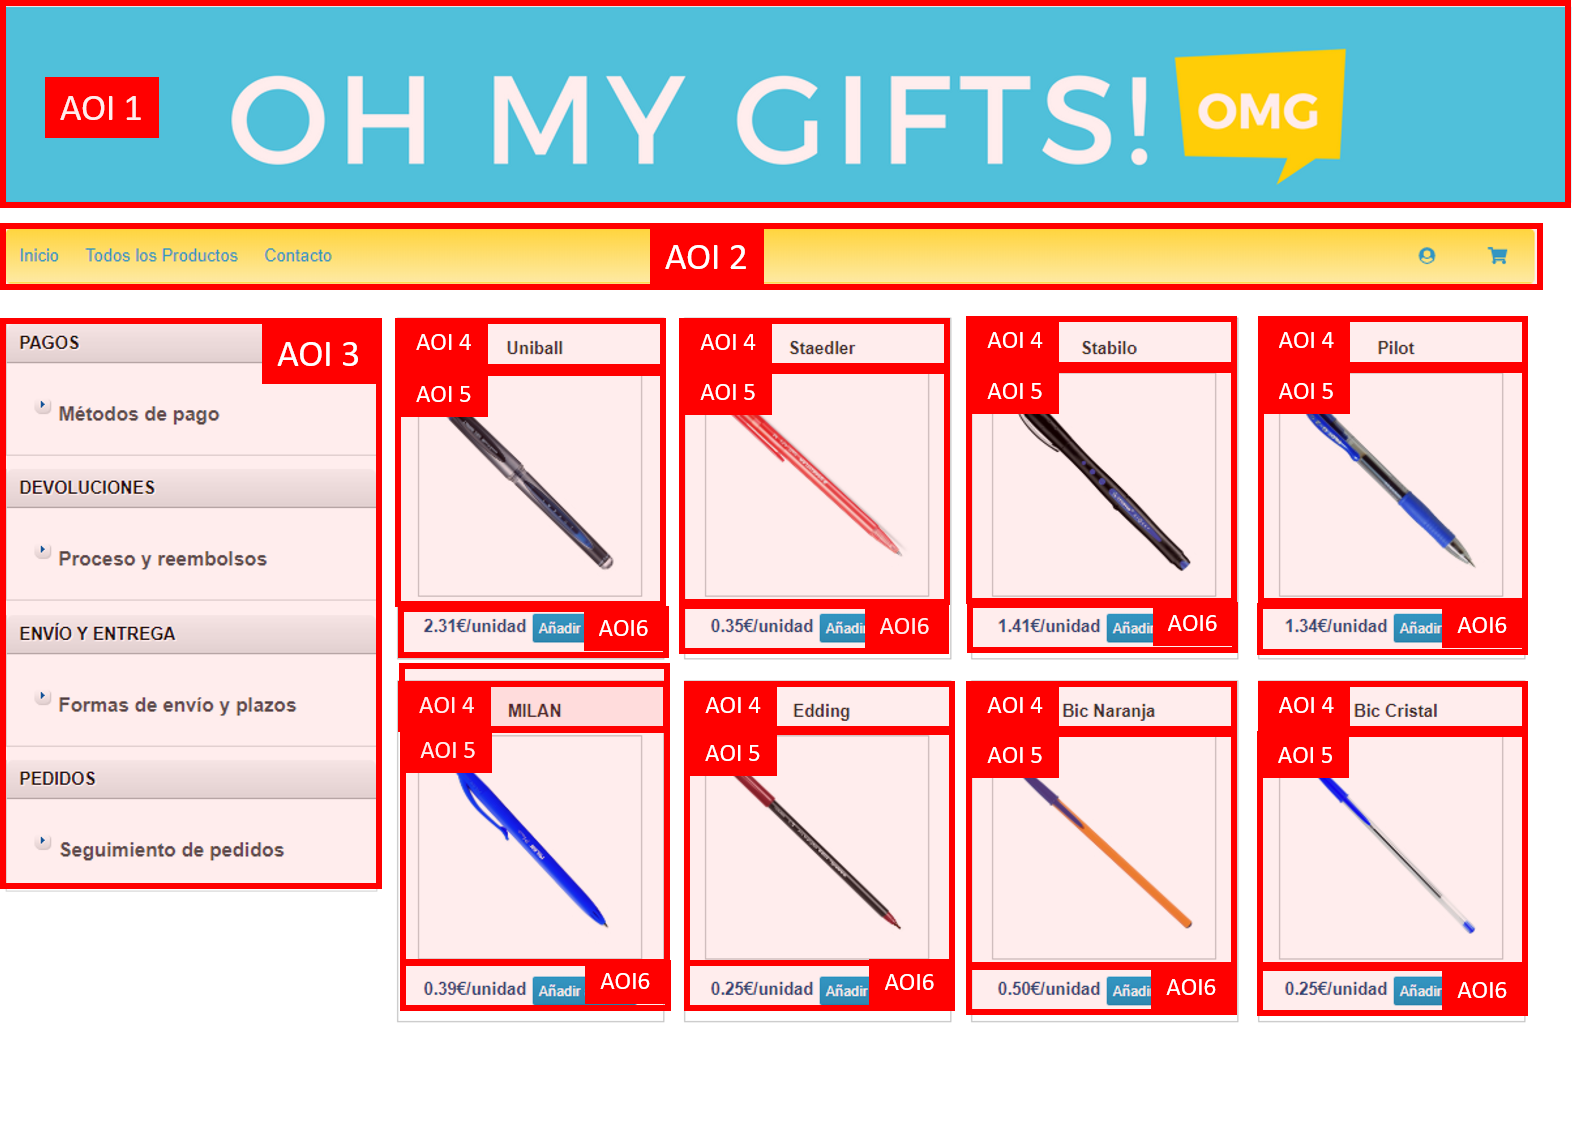 AOI 1
OH MY GIFTS!
OMG
Inicio Todos los Productos Contacto
AOI 2
PAGOS
AOI 3
Métodos de pago
DEVOLUCIONES
Proceso y reembolsos
ENVÍO Y ENTREGA
Formas de envío y plazos
PEDIDOS
Seguimiento de pedidos
AOI 4 Uniball
AOI 5
2.31€/unidad Añadir AOI6
AOI 4 Staedler
AOI 5
0.35€/unidad Añadir AOI6
AOI 4 Stabilo
AOI 5
1.41€/unidad Añadir AOI6
AOI 4 Pilot
AOI 5
1.34€/unidad Añadir AOI6
AOI 4 MILAN
AOI 5
0.39€/unidad Añadir AOI6
AOI 4 Edding
AOI 5
0.25€/unidad Añadir AOI6
AOI 4 Bic Naranja
AOI 5
0.50€/unidad Añadi AOI6
AOI 4 Bic Cristal
AOI 5
0.25€/unidad Añadir AOI6